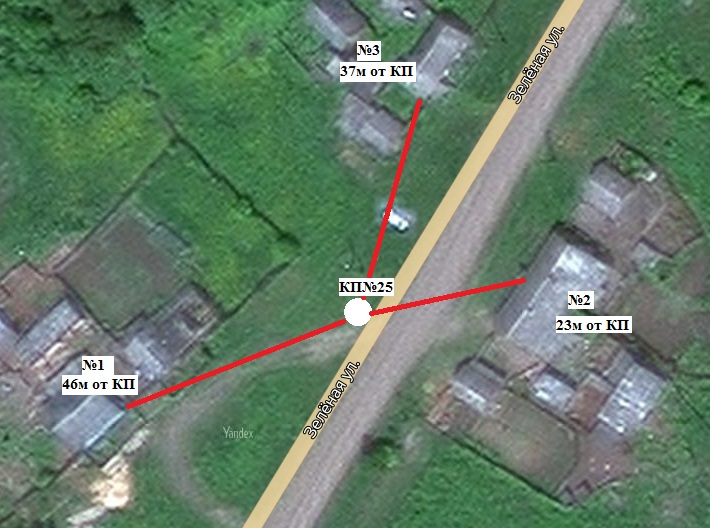 №3
37м от КП
Зелёная ул.
КП№25
№2
23м от КП
№1
46м от КП
Зелёная ул.
Yandex